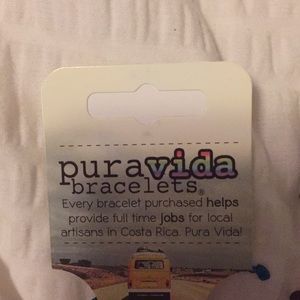 puravida
bracelets®
Every bracelet purchased helps
provide full time jobs for local
artisans in Costa Rica. Pura Vida!